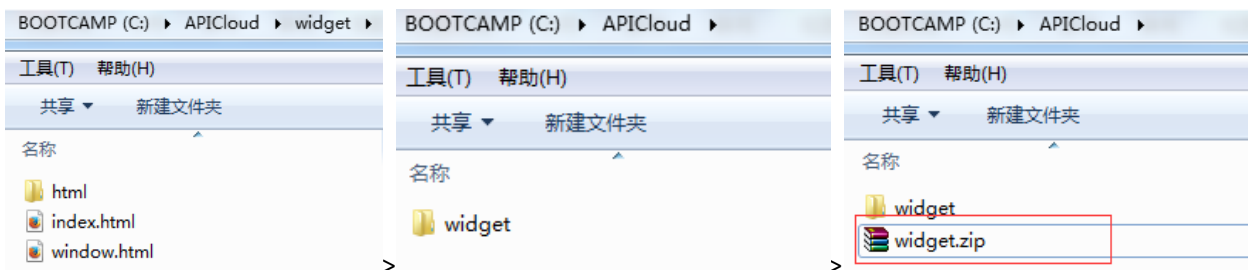 BOOTCAMP (C:) ▸ APICloud ▸ widget ▸
工具(T) 帮助(H)
共享 ▼ 新建文件夹
名称
html
index.html
window.html
>
BOOTCAMP (C:) ▸ APICloud ▸
工具(T) 帮助(H)
共享 ▼ 新建文件夹
名称
widget
>
BOOTCAMP (C:) ▸ APICloud ▸
工具(T) 帮助(H)
共享 ▼ 新建文件夹
名称
widget
widget.zip